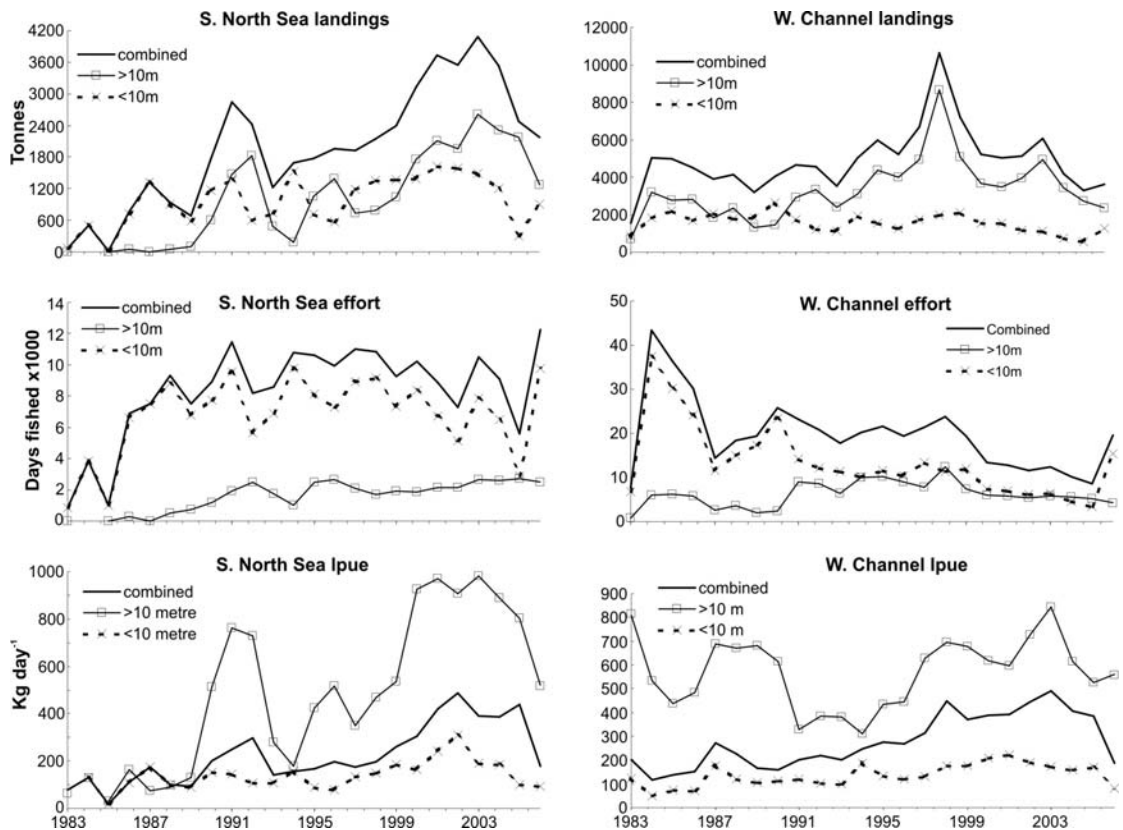 S. North Sea landings
Tonnes
4200
3600
3000
2400
1800
1200
600
0
combined
>10m
<10m
W. Channel landings
12000
10000
8000
6000
4000
2000
0
combined
>10m
<10m
S. North Sea effort
Days fished x1000
14
12
10
8
6
4
2
0
combined
>10m
<10m
W. Channel effort
50
40
30
20
10
0
Combined
>10m
<10m
S. North Sea lpue
Kg day⁻¹
1000
800
600
400
200
0
combined
>10 metre
<10 metre
1983 1987 1991 1995 1999 2003
W. Channel lpue
900
800
700
600
500
400
300
200
100
0
combined
>10 m
<10 m
1983 1987 1991 1995 1999 2003